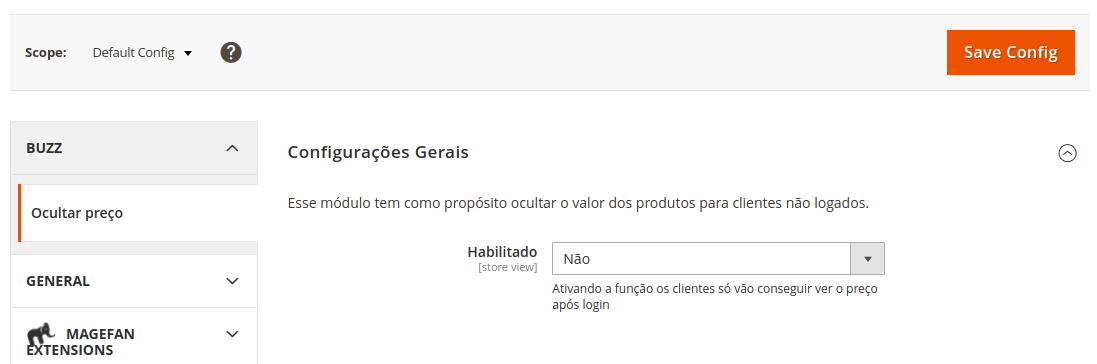 Scope: Default Config ?
Save Config
BUZZ
Ocultar preço
GENERAL
MAGEFAN
EXTENSIONS
Configurações Gerais
Esse módulo tem como propósito ocultar o valor dos produtos para clientes não logados.
Habilitado
[store view]
Não
Ativando a função os clientes só vão conseguir ver o preço
após login